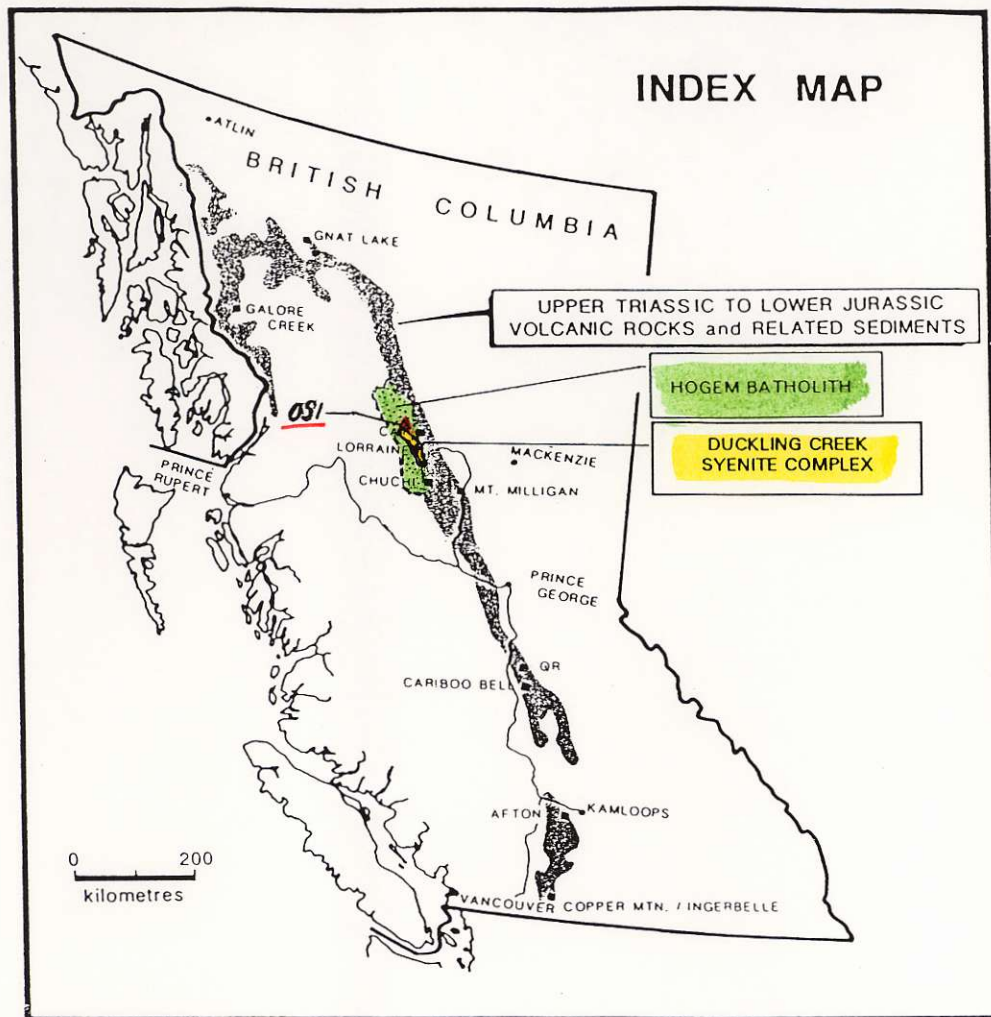 INDEX MAP
ATLIN
BRITISH COLUMBIA
GNAT LAKE
GALORE
CREEK
UPPER TRIASSIC TO LOWER JURASSIC
VOLCANIC ROCKS and RELATED SEDIMENTS
HOGEM BATHOLITH
OSI
DUCKLING CREEK
SYENITE COMPLEX
LORRAINE
MACKENZIE
PRINCE
RUPERT
CHUCHI
MT. MILLIGAN
PRINCE
GEORGE
QR
CARIBOO BELL
AFTON
KAMLOOPS
0 200
kilometres
VANCOUVER COPPER MTN. / INGERBELLE